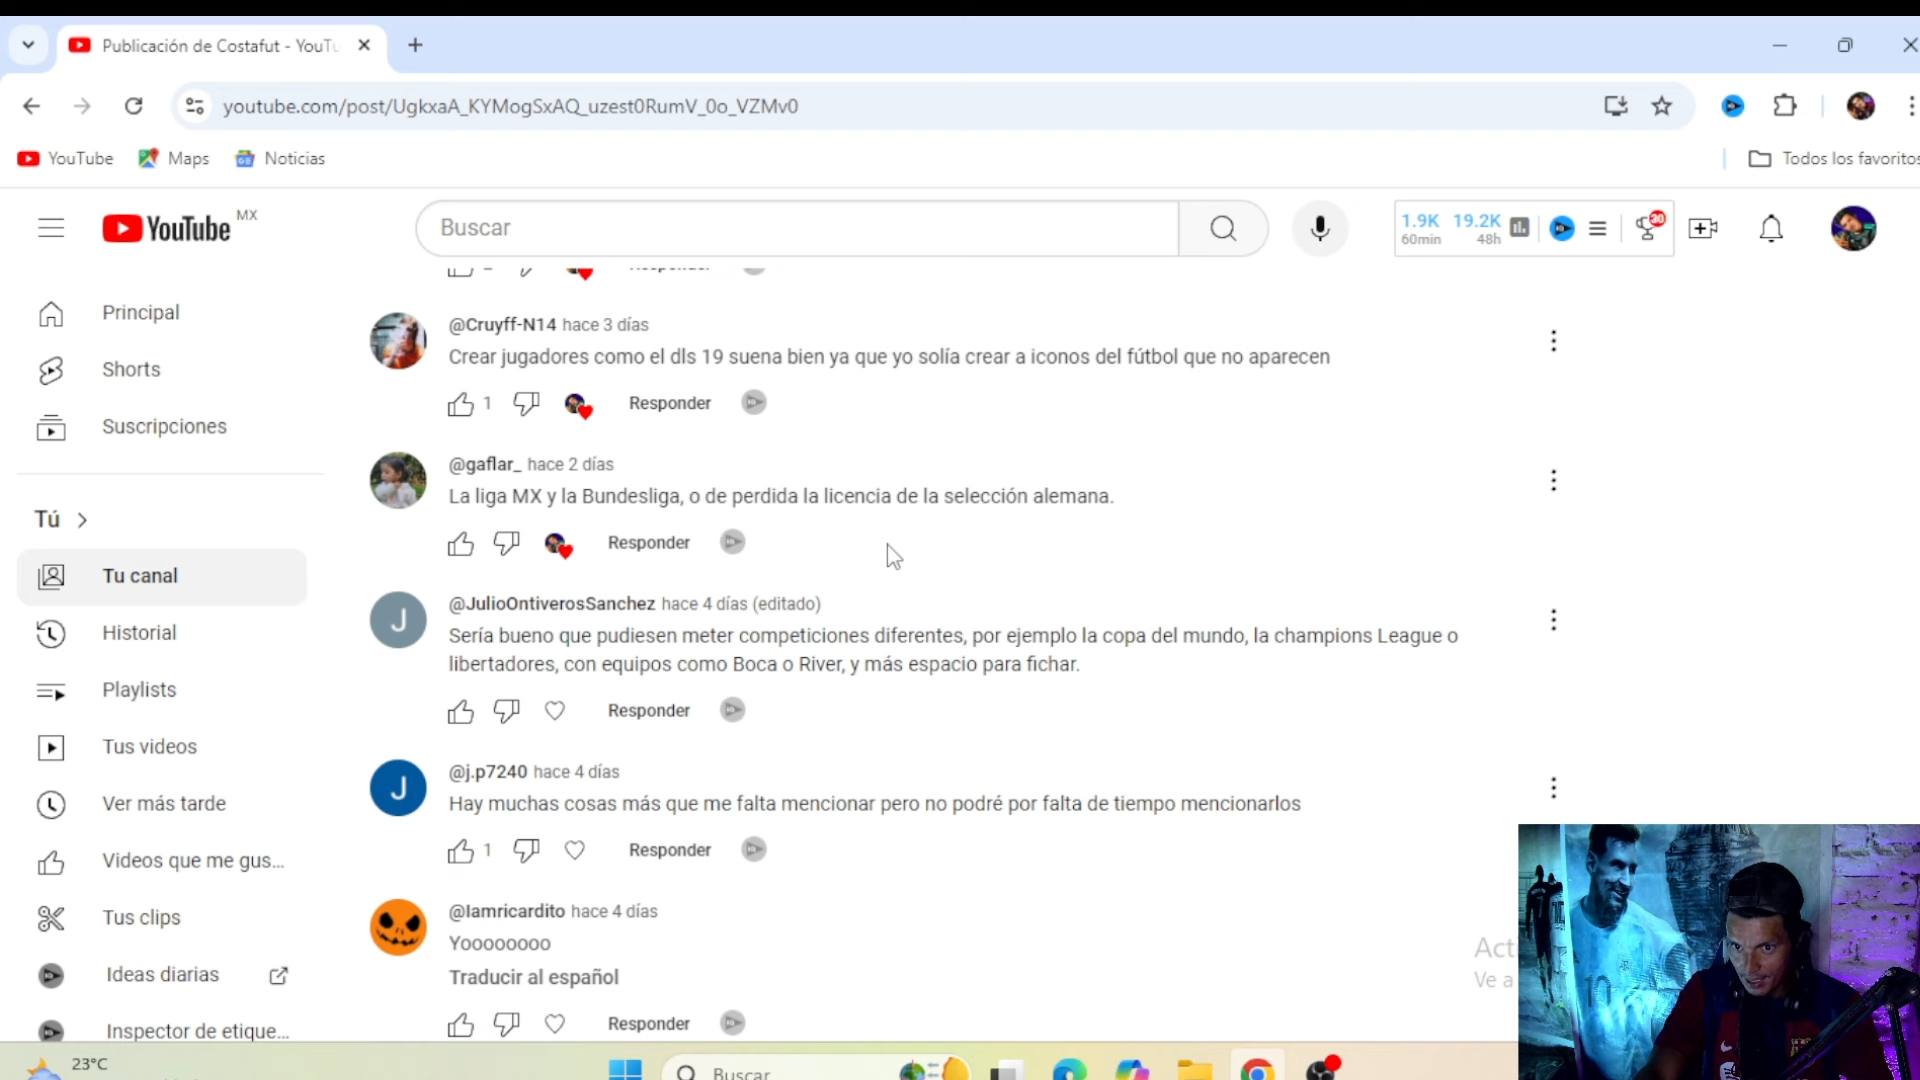 Publicación de Costafut - YouTu
youtube.com/post/UgkxaA_KYMogSxAQ_uzest0RumV_0o_VZMv0
YouTube
Maps
Noticias
Todos los favoritos
YouTube MX
Buscar
1.9K
60min
19.2K
48h
30
Principal
Shorts
Suscripciones
Tú
Tu canal
Historial
Playlists
Tus videos
Ver más tarde
Videos que me gus...
Tus clips
Ideas diarias
Inspector de etique...
@Cruyff-N14 hace 3 días
Crear jugadores como el dls 19 suena bien ya que yo solía crear a iconos del fútbol que no aparecen
1 Responder
@gaflar_ hace 2 días
La liga MX y la Bundesliga, o de perdida la licencia de la selección alemana.
Responder
J
@JulioOntiverosSanchez hace 4 días (editado)
Sería bueno que pudiesen meter competiciones diferentes, por ejemplo la copa del mundo, la champions League o
libertadores, con equipos como Boca o River, y más espacio para fichar.
Responder
J
@j.p7240 hace 4 días
Hay muchas cosas más que me falta mencionar pero no podré por falta de tiempo mencionarlos
1 Responder
@Iamricardito hace 4 días
Yoooooooo
Traducir al español
Responder
Act
Ve a
10
23°C
Buscar